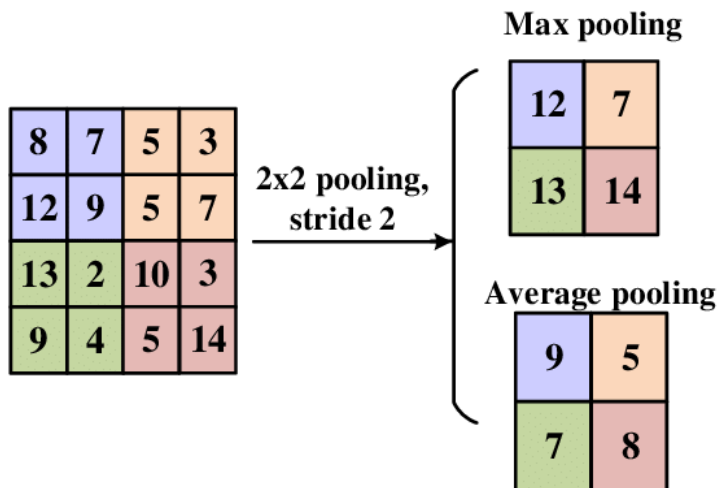 Max pooling
12 7
13 14
8 7 5 3
12 9 5 7
13 2 10 3
9 4 5 14
2x2 pooling,
stride 2
Average pooling
9 5
7 8